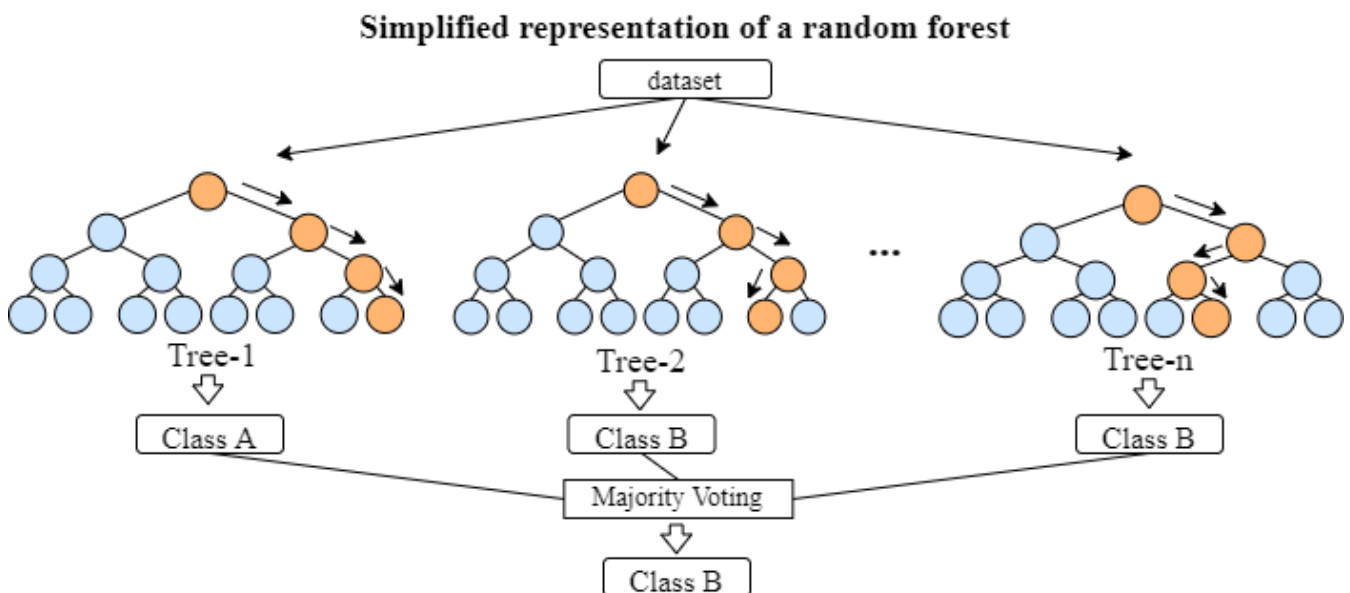 Simplified representation of a random forest
dataset
...
Tree-1 Tree-2 Tree-n
Class A Class B Class B
Majority Voting
Class B